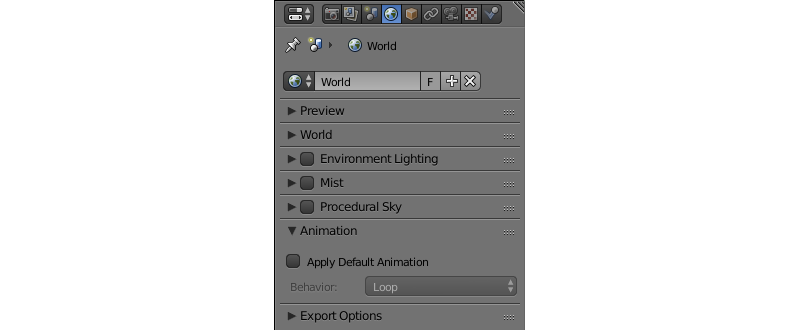 World
World F
Preview
World
Environment Lighting
Mist
Procedural Sky
Animation
Apply Default Animation
Behavior: Loop
Export Options